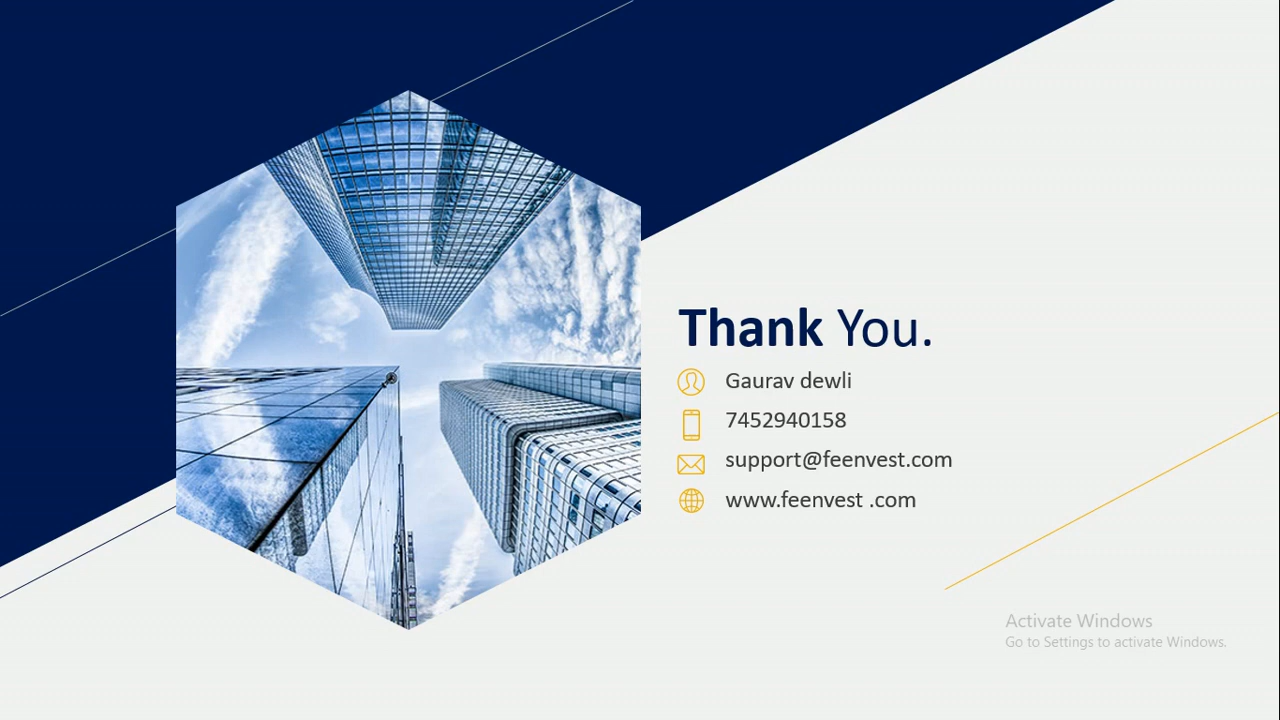 Thank You.
Gaurav dewli
7452940158
support@feenvest.com
www.feenvest .com
Activate Windows
Go to Settings to activate Windows.